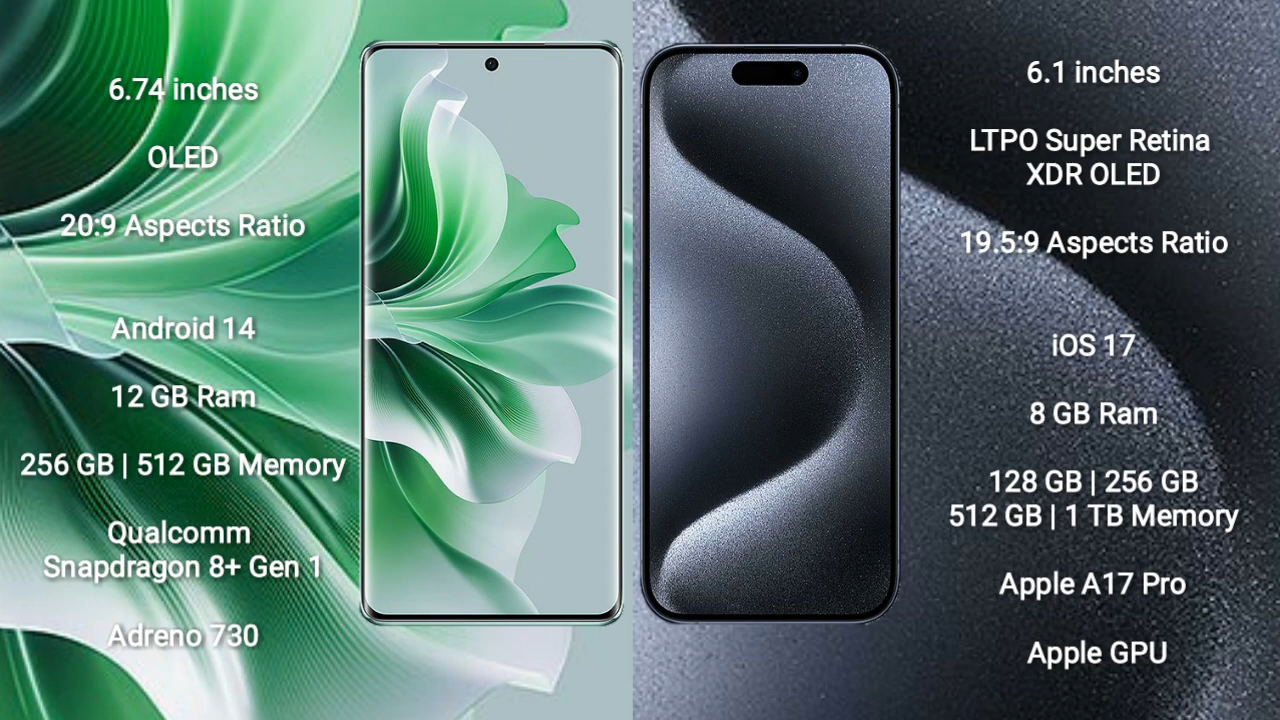 6.74 inches
OLED
20:9 Aspects Ratio
Android 14
12 GB Ram
256 GB | 512 GB Memory
Qualcomm
Snapdragon 8+ Gen 1
Adreno 730
6.1 inches
LTPO Super Retina
XDR OLED
19.5:9 Aspects Ratio
iOS 17
8 GB Ram
128 GB | 256 GB
512 GB | 1 TB Memory
Apple A17 Pro
Apple GPU